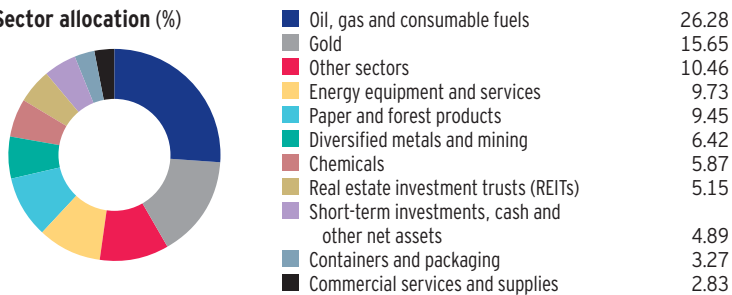 Sector allocation (%)
Oil, gas and consumable fuels 26.28
Gold 15.65
Other sectors 10.46
Energy equipment and services 9.73
Paper and forest products 9.45
Diversified metals and mining 6.42
Chemicals 5.87
Real estate investment trusts (REITs) 5.15
Short-term investments, cash and
other net assets 4.89
Containers and packaging 3.27
Commercial services and supplies 2.83